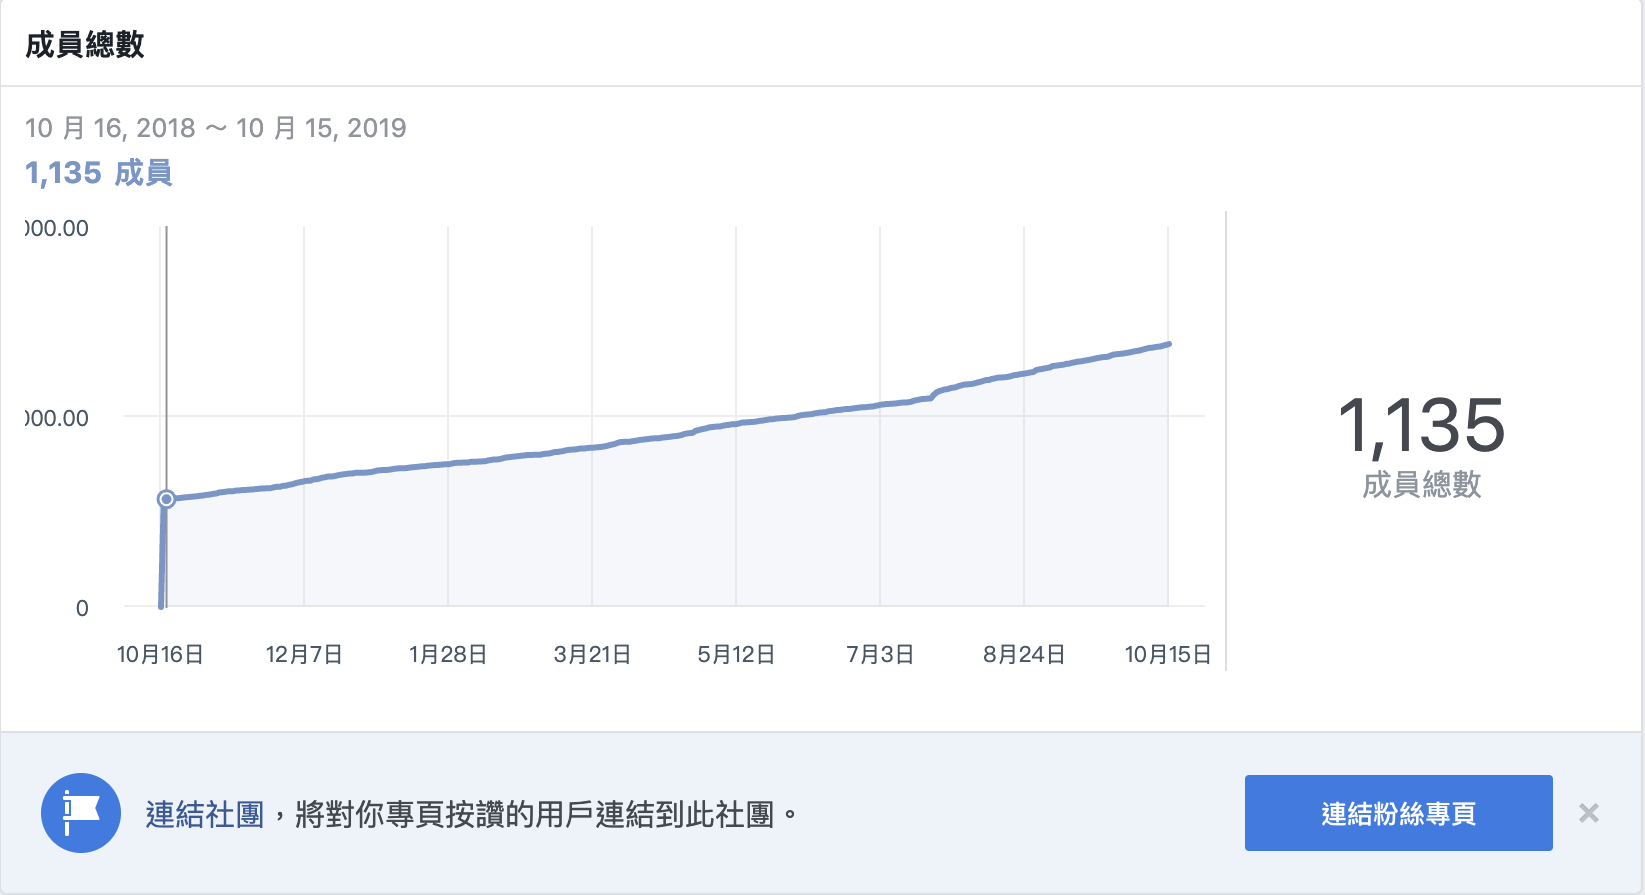 成員總數
10 月 16, 2018 ～ 10 月 15, 2019
1,135 成員
000.00
000.00
0
10月16日 12月7日 1月28日 3月21日 5月12日 7月3日 8月24日 10月15日
1,135
成員總數
連結社團，將對你專頁按讚的用戶連結到此社團。
連結粉絲專頁